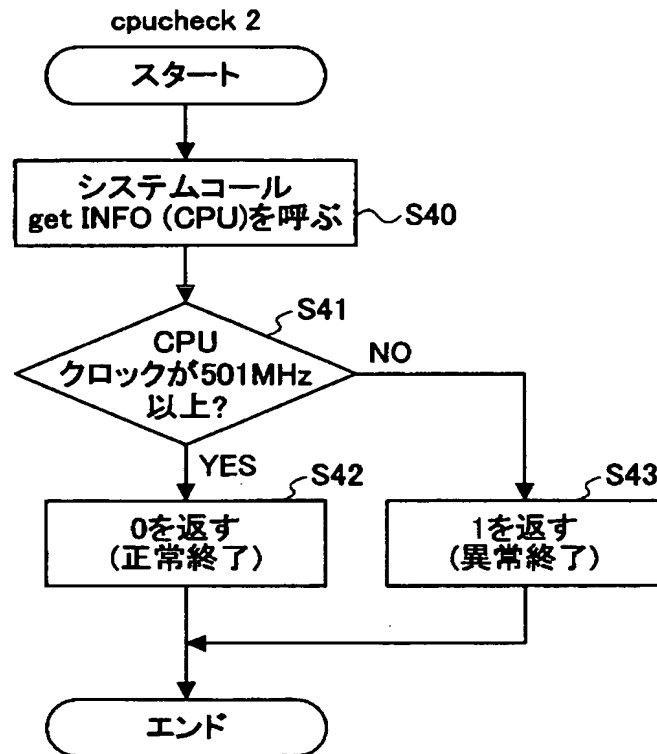 cpucheck 2
スタート
システムコール
get INFO (CPU)を呼ぶ
S40
S41
CPU
クロックが501MHz
以上?
NO
YES
S42
0を返す
(正常終了)
S43
1を返す
(異常終了)
エンド